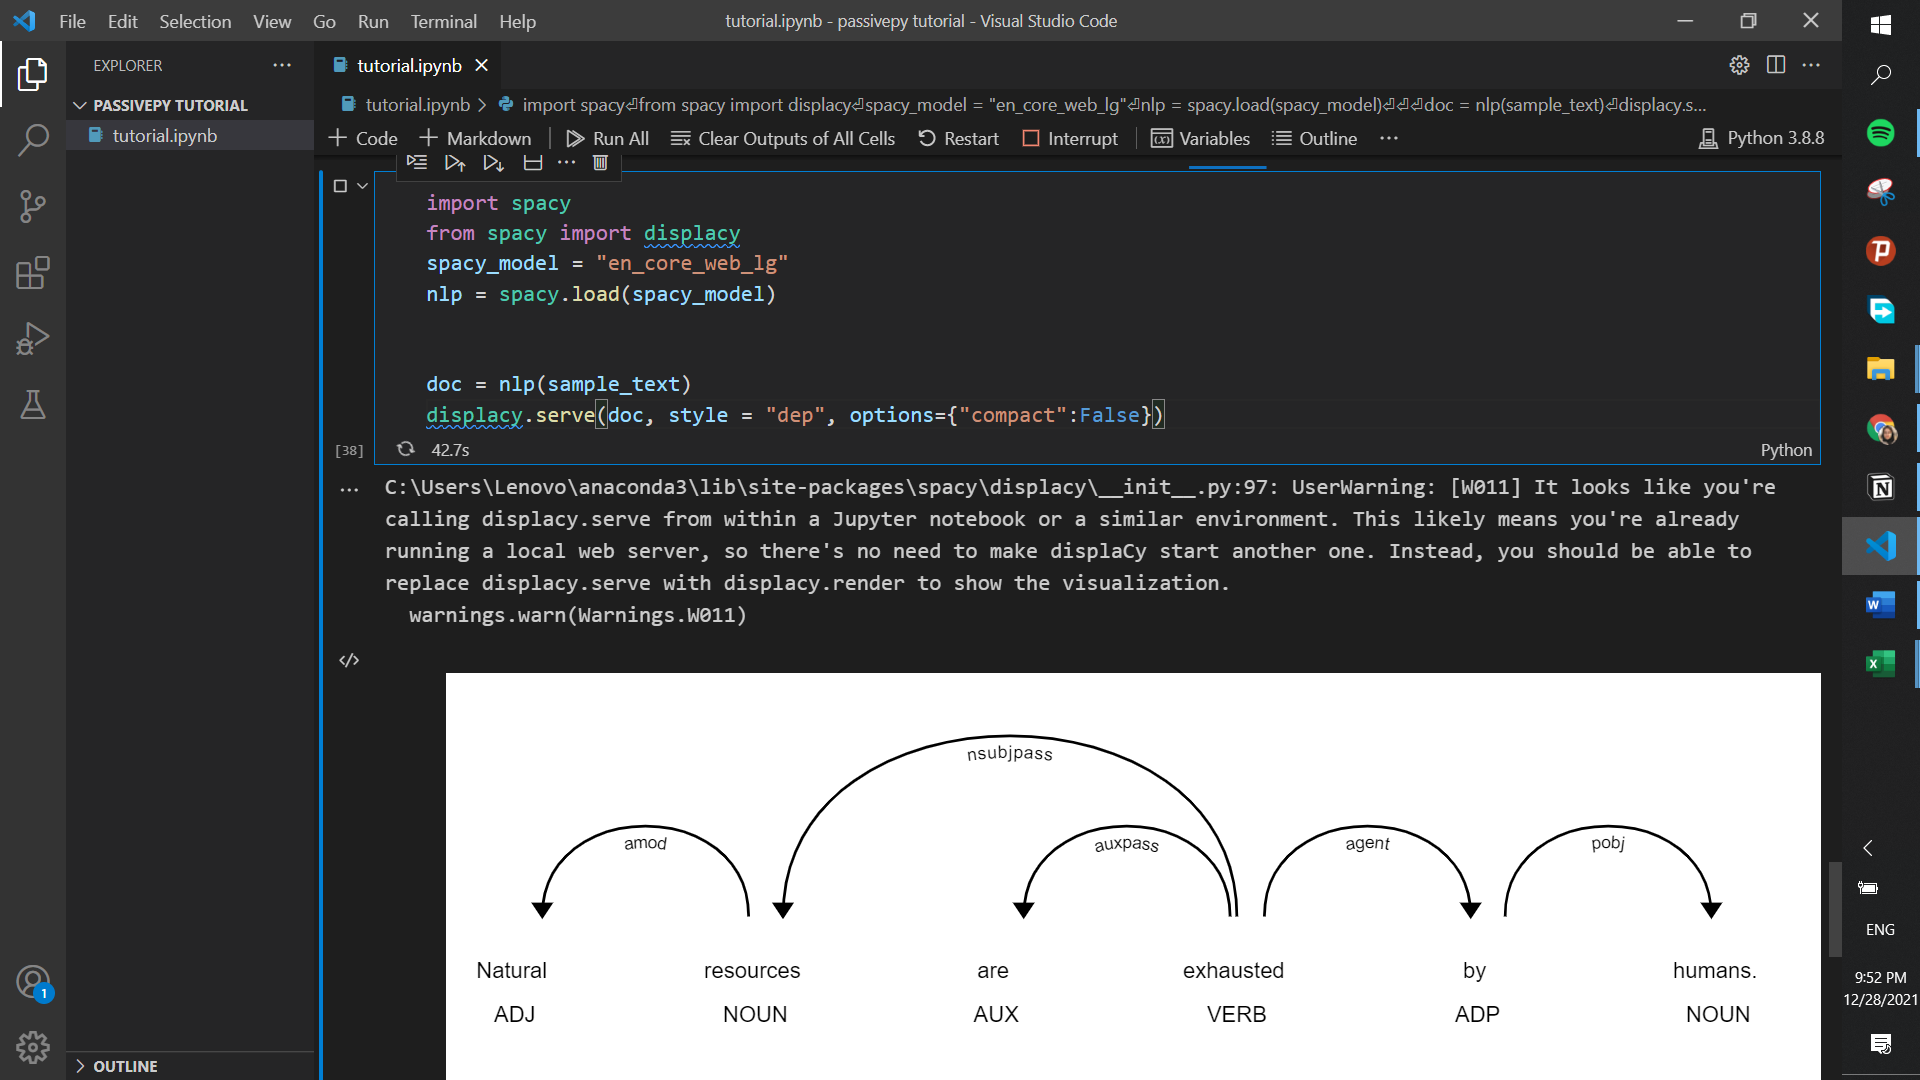 File Edit Selection View Go Run Terminal Help
tutorial.ipynb - passivepy tutorial - Visual Studio Code
EXPLORER
PASSIVEPY TUTORIAL
tutorial.ipynb
OUTLINE
1
tutorial.ipynb
tutorial.ipynb > import spacy⏎from spacy import displacy⏎spacy_model = "en_core_web_lg"⏎nlp = spacy.load(spacy_model)⏎⏎⏎doc = nlp(sample_text)⏎displacy.s...
+ Code + Markdown Run All Clear Outputs of All Cells Restart Interrupt Variables Outline ... Python 3.8.8
import spacy
from spacy import displacy
spacy_model = "en_core_web_lg"
nlp = spacy.load(spacy_model)
doc = nlp(sample_text)
displacy.serve(doc, style = "dep", options={"compact":False})
[38] 42.7s Python
C:\Users\Lenovo\anaconda3\lib\site-packages\spacy\displacy\__init__.py:97: UserWarning: [W011] It looks like you're
calling displacy.serve from within a Jupyter notebook or a similar environment. This likely means you're already
running a local web server, so there's no need to make displaCy start another one. Instead, you should be able to
replace displacy.serve with displacy.render to show the visualization.
warnings.warn(Warnings.W011)
nsubjpass
amod auxpass agent pobj
Natural resources are exhausted by humans.
ADJ NOUN AUX VERB ADP NOUN
ENG
9:52 PM
12/28/2021